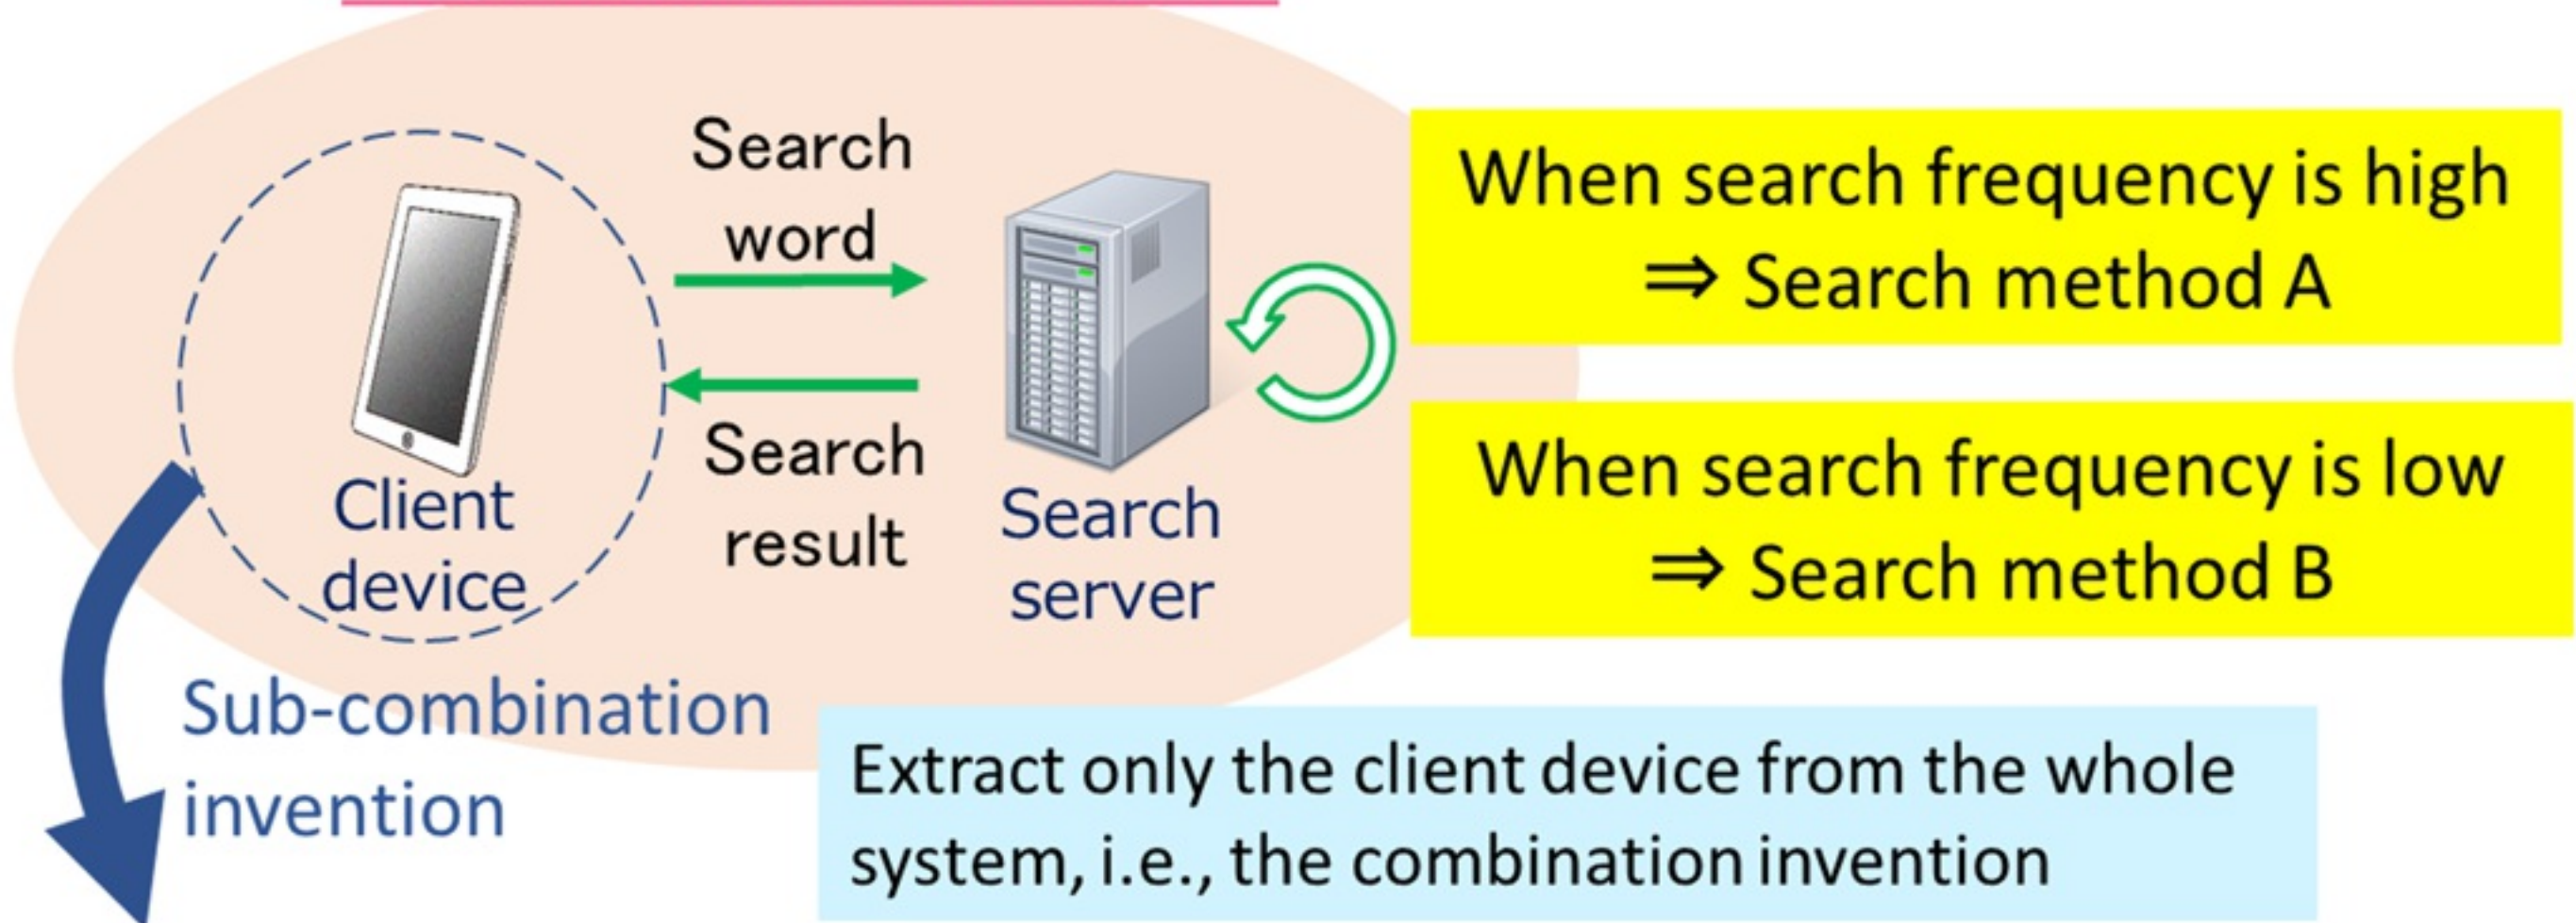 Search
word
When search frequency is high
⇒ Search method A
Search
result
Client
device
Search
server
When search frequency is low
⇒ Search method B
Sub-combination
invention
Extract only the client device from the whole
system, i.e., the combination invention